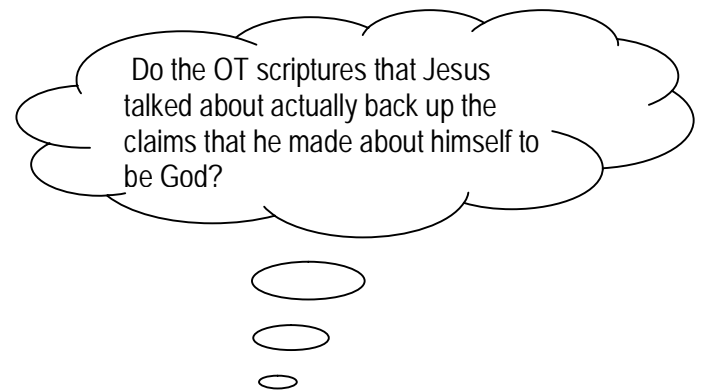 Do the OT scriptures that Jesus
talked about actually back up the
claims that he made about himself to
be God?